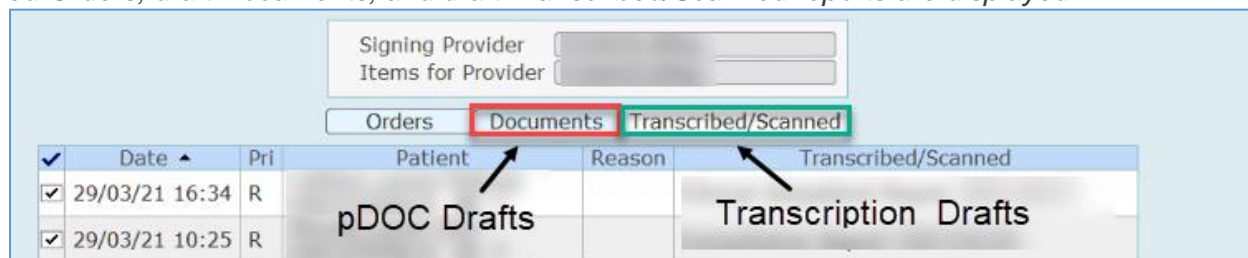 Signing Provider
Items for Provider
Orders Documents Transcribed/Scanned
Date Pri Patient Reason Transcribed/Scanned
29/03/21 16:34 R
pDOC Drafts Transcription Drafts
29/03/21 10:25 R